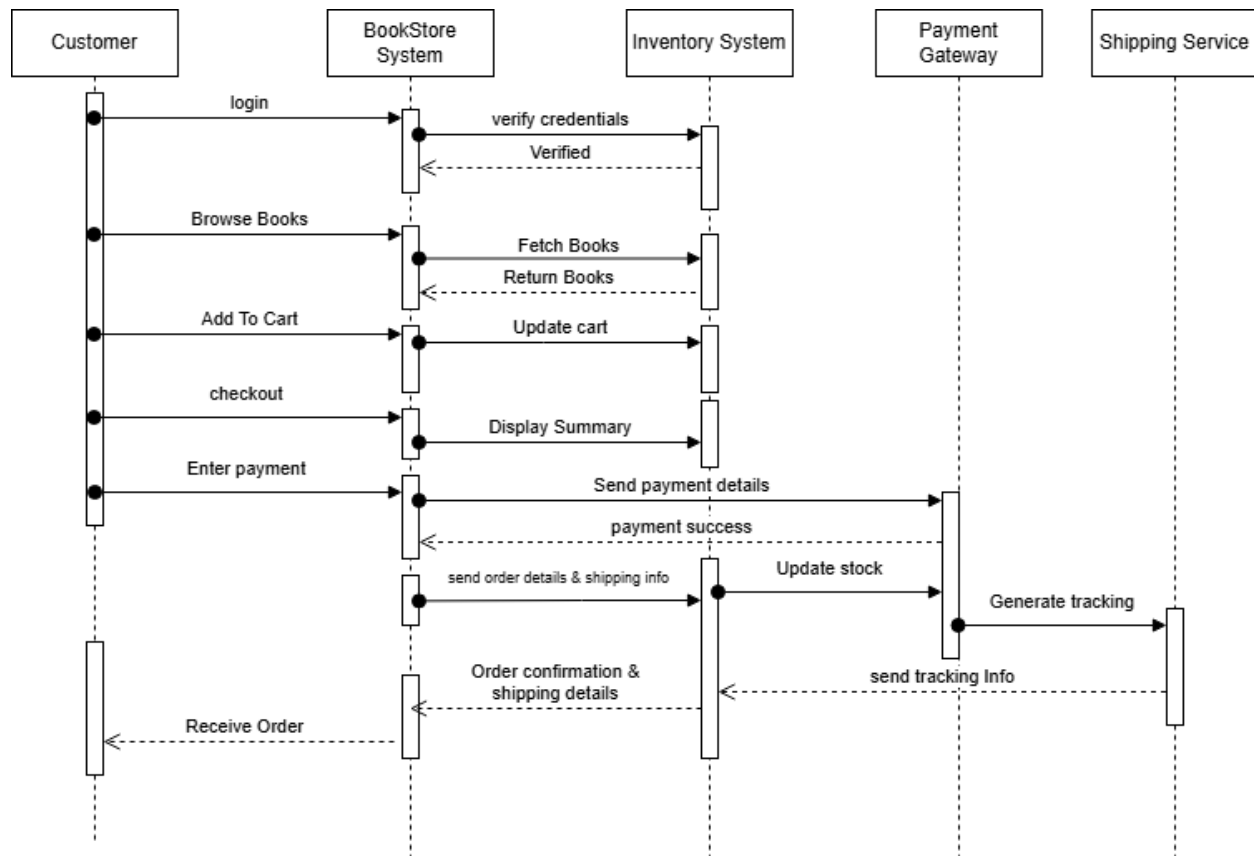 Customer
BookStore
System
Inventory System
Payment
Gateway
Shipping Service
login
verify credentials
Verified
Browse Books
Fetch Books
Return Books
Add To Cart
Update cart
checkout
Display Summary
Enter payment
Send payment details
payment success
send order details & shipping info
Update stock
Generate tracking
Order confirmation &
shipping details
send tracking Info
Receive Order